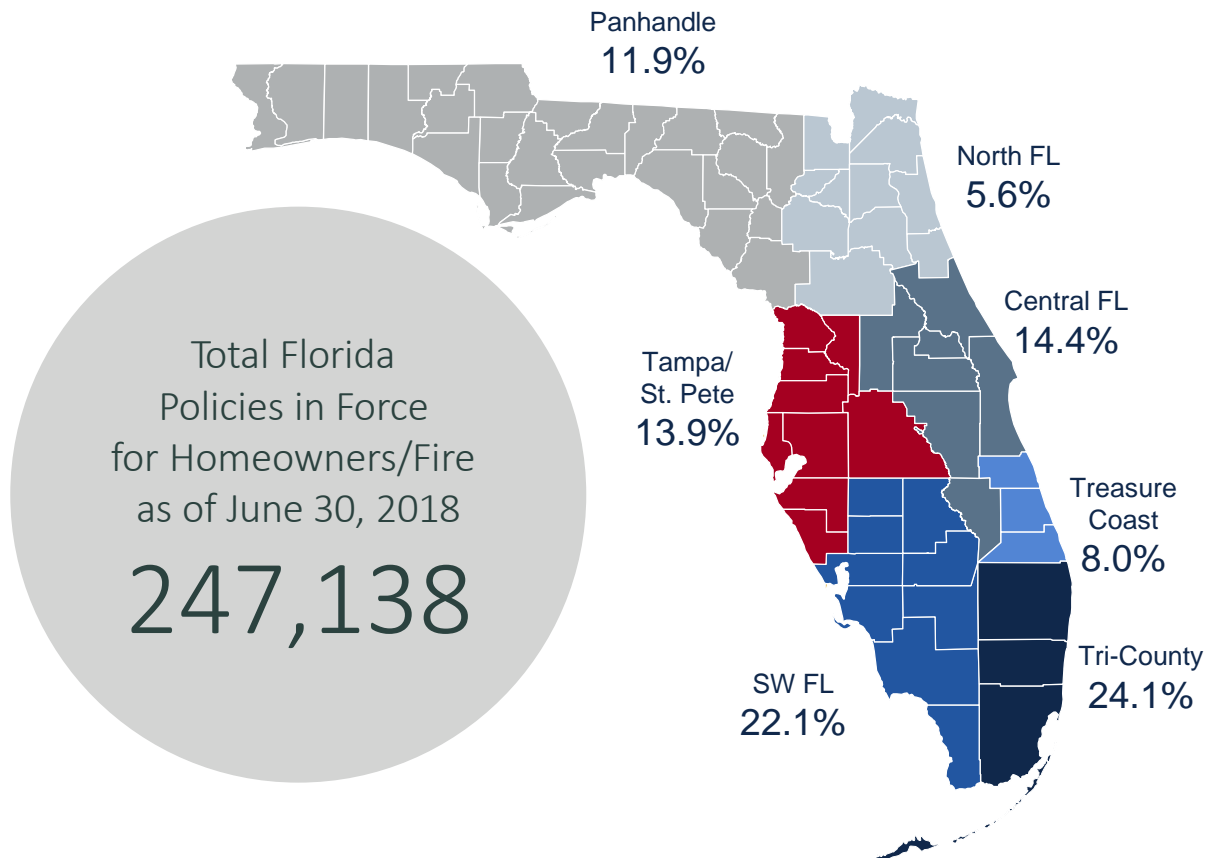 Panhandle
11.9%
North FL
5.6%
Central FL
14.4%
Tampa/
St. Pete
13.9%
Total Florida
Policies in Force
for Homeowners/Fire
as of June 30, 2018
247,138
Treasure
Coast
8.0%
Tri-County
24.1%
SW FL
22.1%